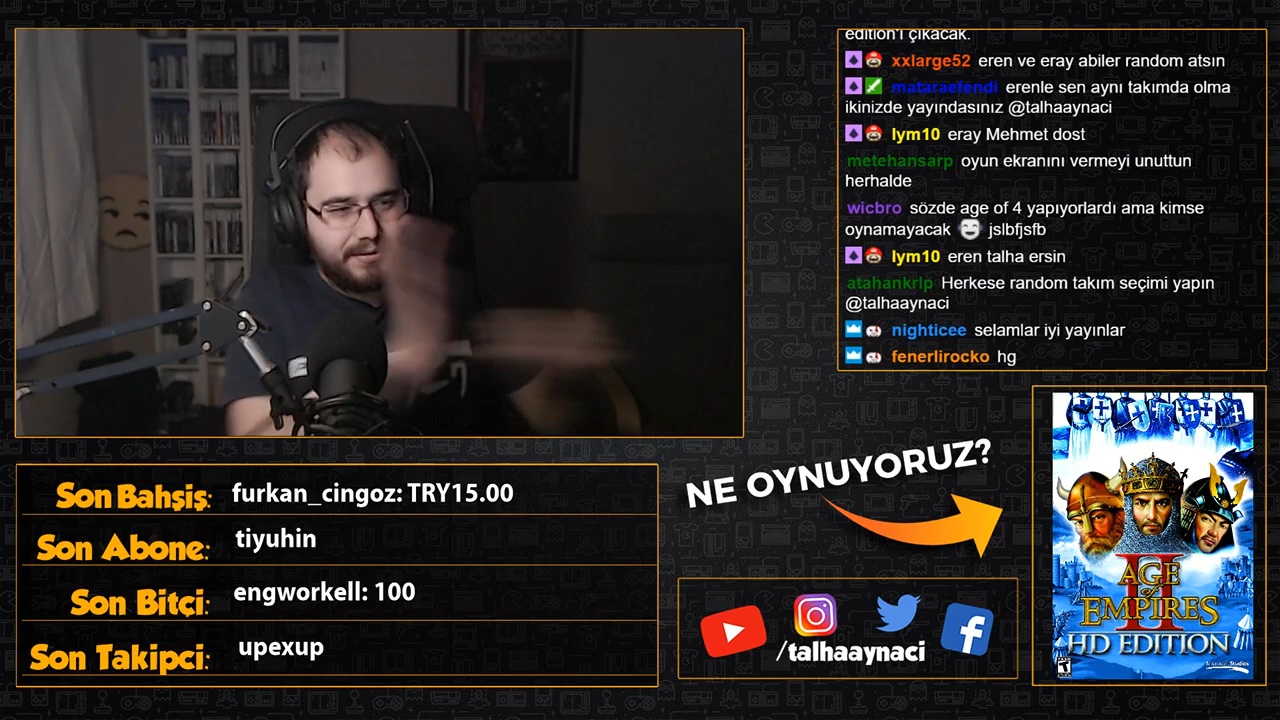 edition'ı çıkacak.
xxlarge52 eren ve eray abiler random atsın
mataraefendi erenle sen aynı takımda olma
ikinizde yayındasınız @talhaaynaci
lym10 eray Mehmet dost
metehansarp oyun ekranını vermeyi unuttun
herhalde
wicbro sözde age of 4 yapıyorlardı ama kimse
oynamayacak jslbfjsfb
lym10 eren talha ersin
atahankrlp Herkese random takım seçimi yapın
@talhaaynaci
nighticee selamlar iyi yayınlar
fenerlirocko hg
Son Bahşiş: furkan_cingoz: TRY15.00
Son Abone: tiyuhin
Son Bitçi: engworkell: 100
Son Takipci: upexup
NE OYNUYORUZ?
/talhaaynaci
AGE
of
EMPIRES
II
HD EDITION
Microsoft Studios